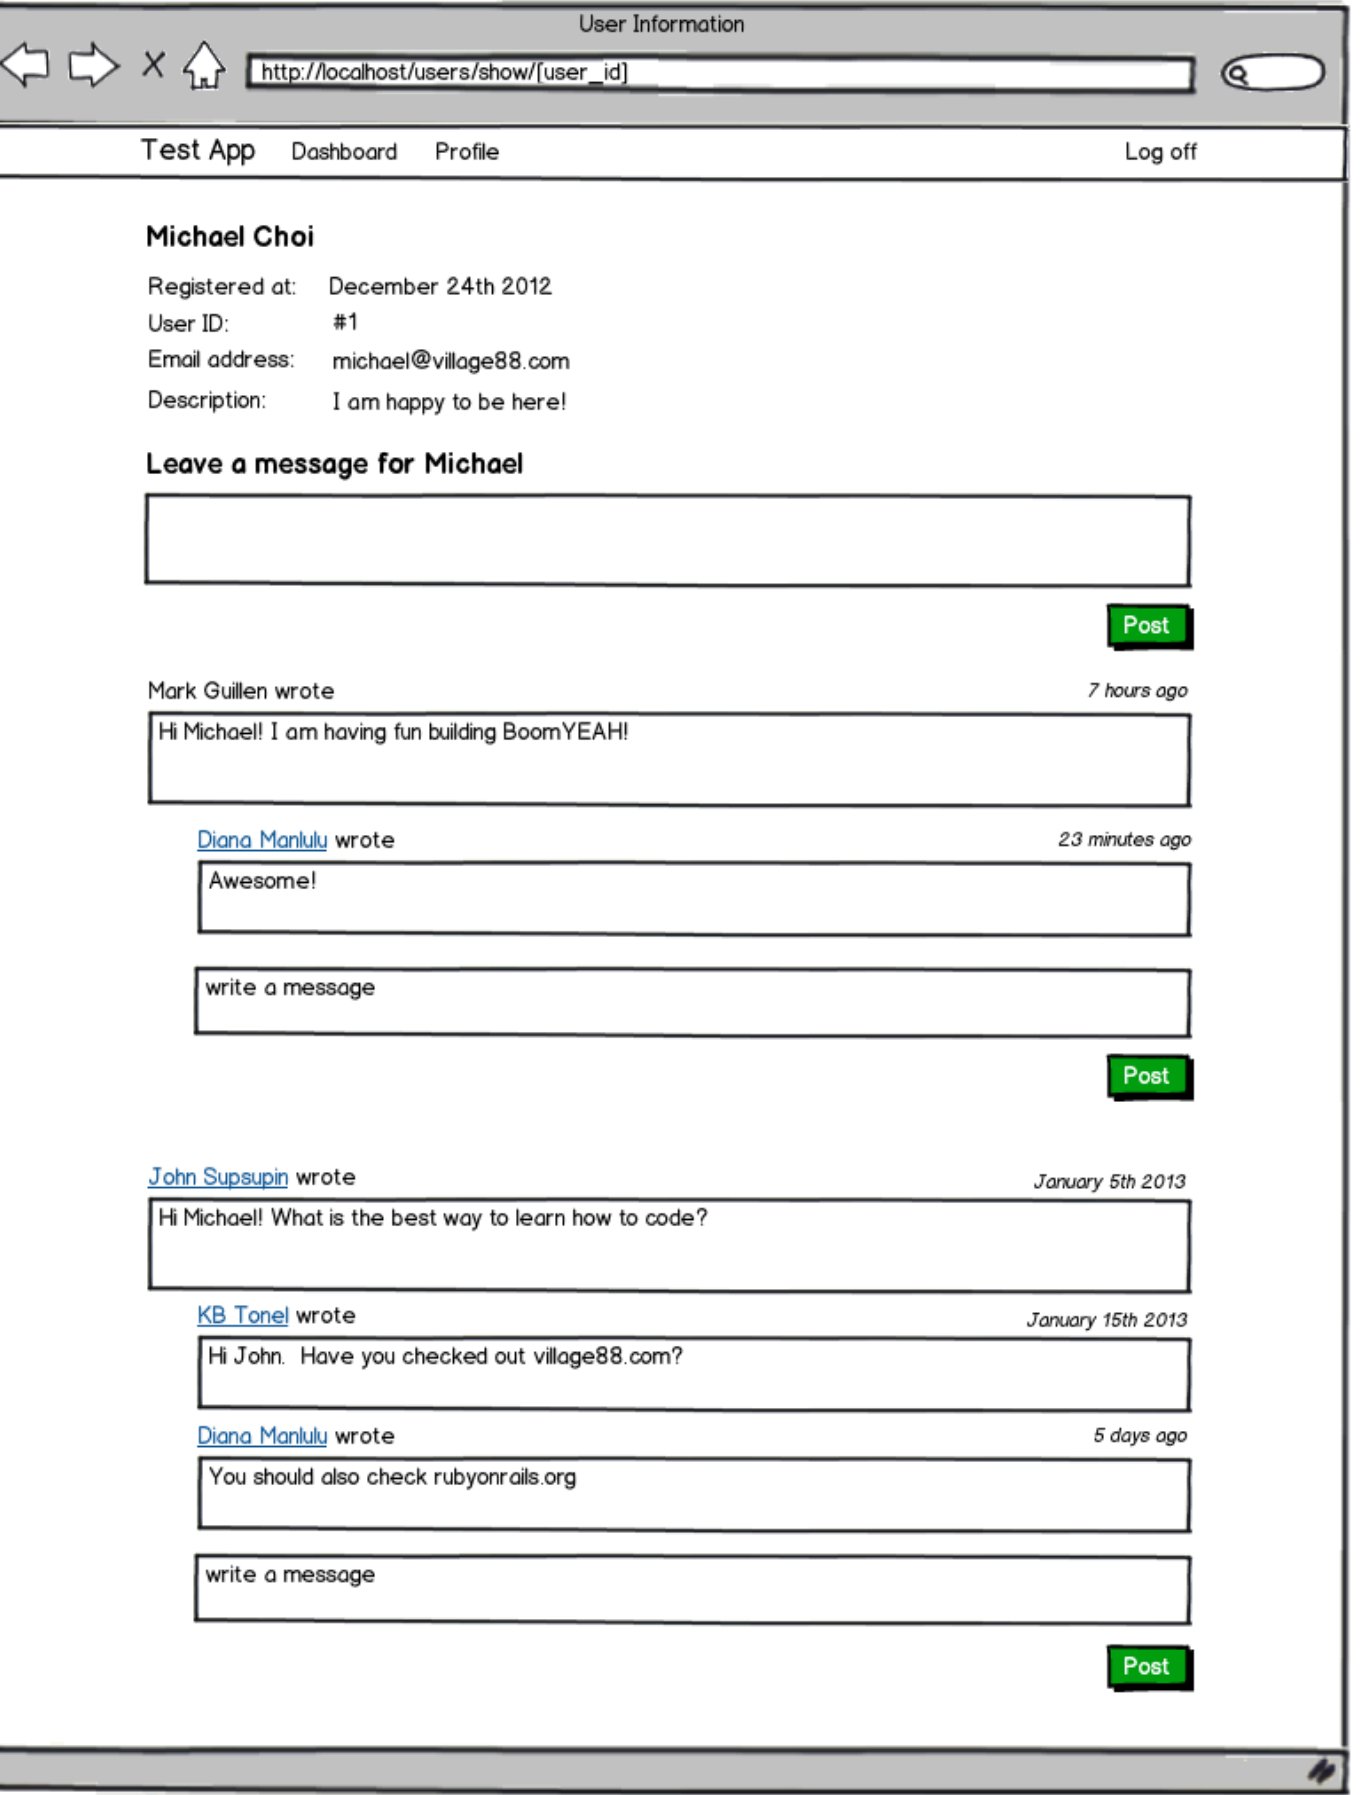 User Information
http://localhost/users/show/[user_id]
Test App Dashboard Profile Log off
Michael Choi
Registered at: December 24th 2012
User ID: #1
Email address: michael@village88.com
Description: I am happy to be here!
Leave a message for Michael
Post
Mark Guillen wrote 7 hours ago
Hi Michael! I am having fun building BoomYEAH!
Diana Manlulu wrote 23 minutes ago
Awesome!
write a message
Post
John Supsupin wrote January 5th 2013
Hi Michael! What is the best way to learn how to code?
KB Tonel wrote January 15th 2013
Hi John. Have you checked out village88.com?
Diana Manlulu wrote 5 days ago
You should also check rubyonrails.org
write a message
Post